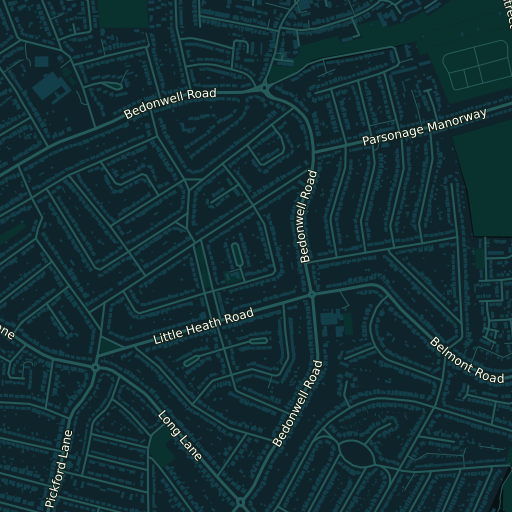 Bedonwell Road
Parsonage Manorway
Bedonwell Road
Little Heath Road
Belmont Road
Bedonwell Road
Long Lane
Pickford Lane